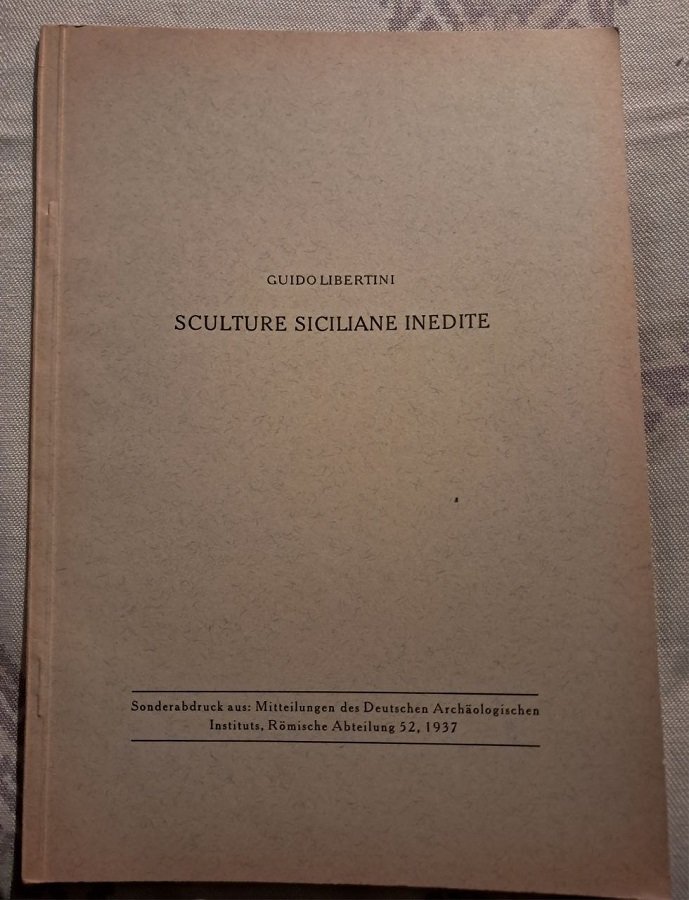 GUIDO LIBERTINI
SCULTURE SICILIANE INEDITE
Sonderabdruck aus: Mitteilungen des Deutschen Archäologischen
Instituts, Römische Abteilung 52, 1937